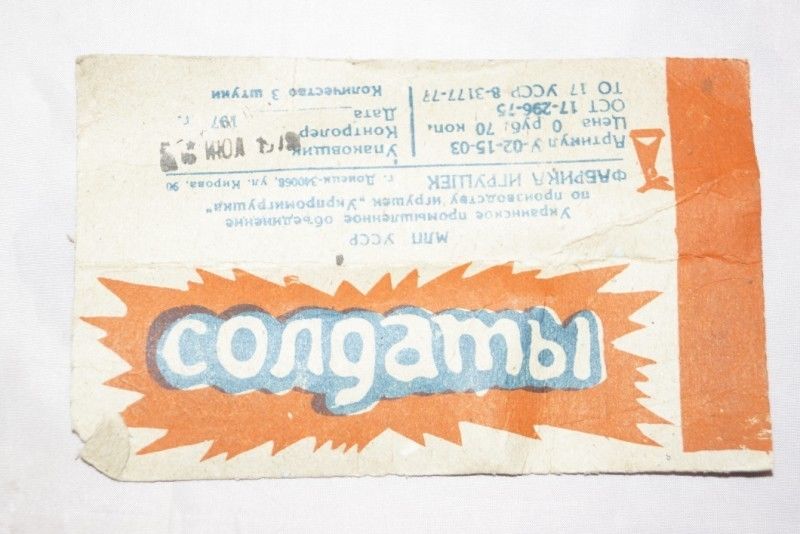 солдаты
МЛП УССР
Украинское промышленное объединение
по производству игрушек „Укрпромигрушка"
ФАБРИКА ИГРУШЕК г. Донецк-340068, ул. Кирова, 90
Артикул У-02-15-03
Цена 0 руб. 70 коп.
ОСТ 17-296-75
ТО 17 УССР 8-3177-77
Упаковщик
Контролер
Дата 197 г.
Количество 3 штуки